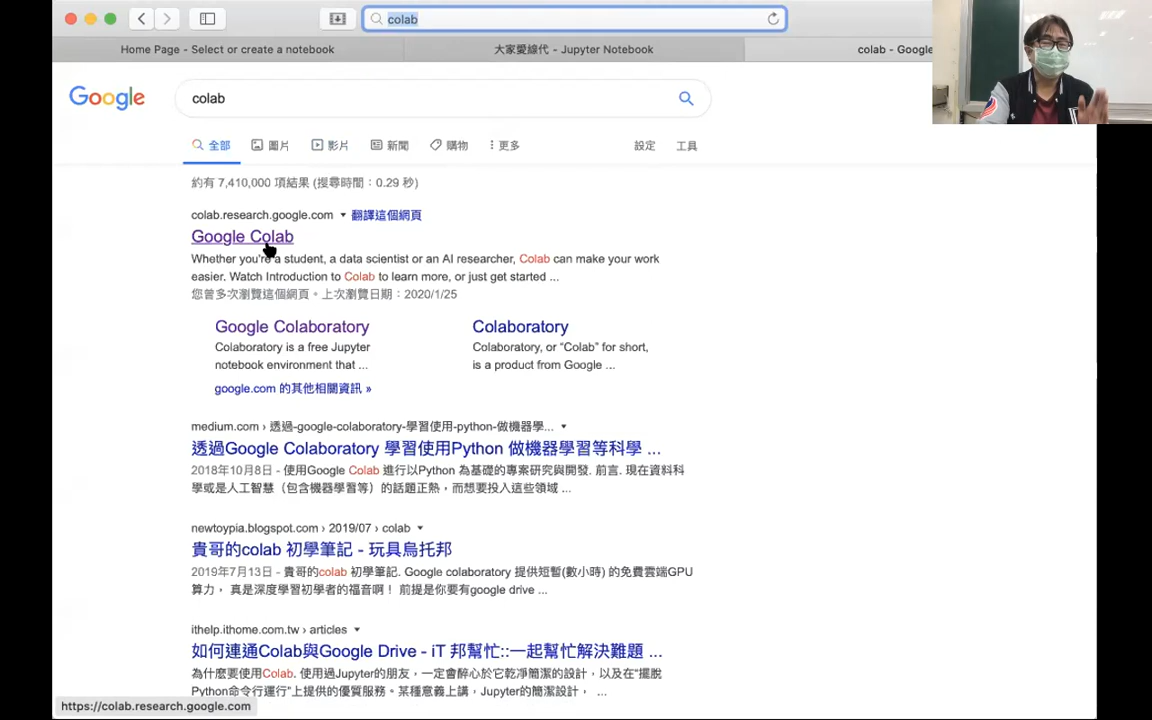 colab
Home Page - Select or create a notebook
大家愛線代 - Jupyter Notebook
colab - Google
Google
colab
全部
圖片
影片
新聞
購物
更多
設定
工具
約有 7,410,000 項結果 (搜尋時間：0.29 秒)
colab.research.google.com ▼ 翻譯這個網頁
Google Colab
Whether you're a student, a data scientist or an AI researcher, Colab can make your work
easier. Watch Introduction to Colab to learn more, or just get started ...
您曾多次瀏覽這個網頁。上次瀏覽日期：2020/1/25
Google Colaboratory
Colaboratory is a free Jupyter
notebook environment that ...
Colaboratory
Colaboratory, or “Colab” for short,
is a product from Google ...
google.com 的其他相關資訊 »
medium.com › 透過-google-colaboratory-學習使用-python-做機器學... ▼
透過Google Colaboratory 學習使用Python 做機器學習等科學 ...
2018年10月8日 - 使用Google Colab 進行以Python 為基礎的專案研究與開發. 前言. 現在資料科
學或是人工智慧（包含機器學習等）的話題正熱，而想要投入這些領域 ...
newtoypia.blogspot.com › 2019/07 › colab ▼
貴哥的colab 初學筆記 - 玩具烏托邦
2019年7月13日 - 貴哥的colab 初學筆記. Google colaboratory 提供短暫(數小時) 的免費雲端GPU
算力， 真是深度學習初學者的福音啊！ 前提是你要有google drive ...
ithelp.ithome.com.tw › articles ▼
如何連通Colab與Google Drive - iT 邦幫忙::一起幫忙解決難題 ...
為什麼要使用Colab. 使用過Jupyter的朋友，一定會醉心於它乾淨簡潔的設計，以及在“擺脫
Python命令行運行”上提供的優質服務。某種意義上講，Jupyter的簡潔設計， ...
https://colab.research.google.com